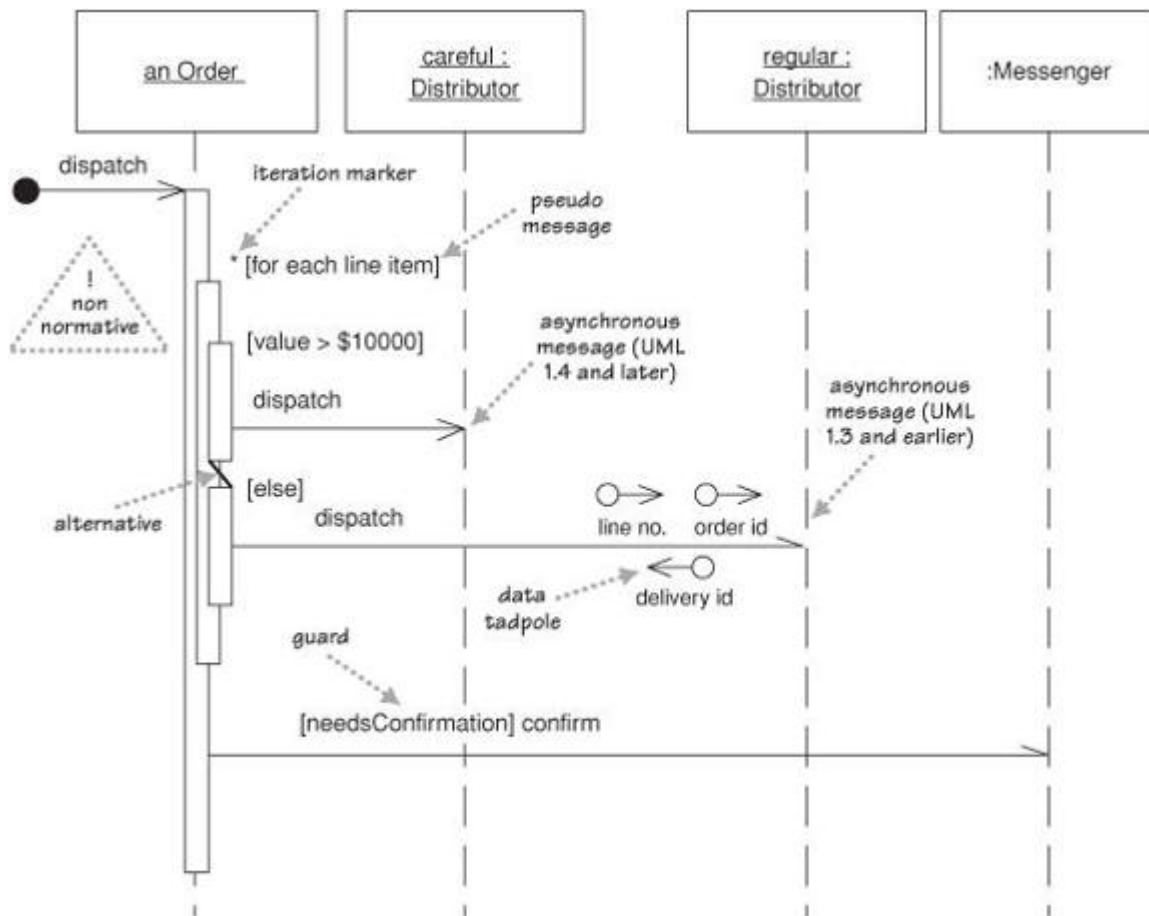 an Order
careful :
Distributor
regular :
Distributor
:Messenger
dispatch
iteration marker
pseudo
message
* [for each line item]
!
non
normative
[value > $10000]
asynchronous
message (UML
1.4 and later)
dispatch
asynchronous
message (UML
1.3 and earlier)
[else]
alternative
dispatch
line no.
order id
data
tadpole
delivery id
guard
[needsConfirmation] confirm